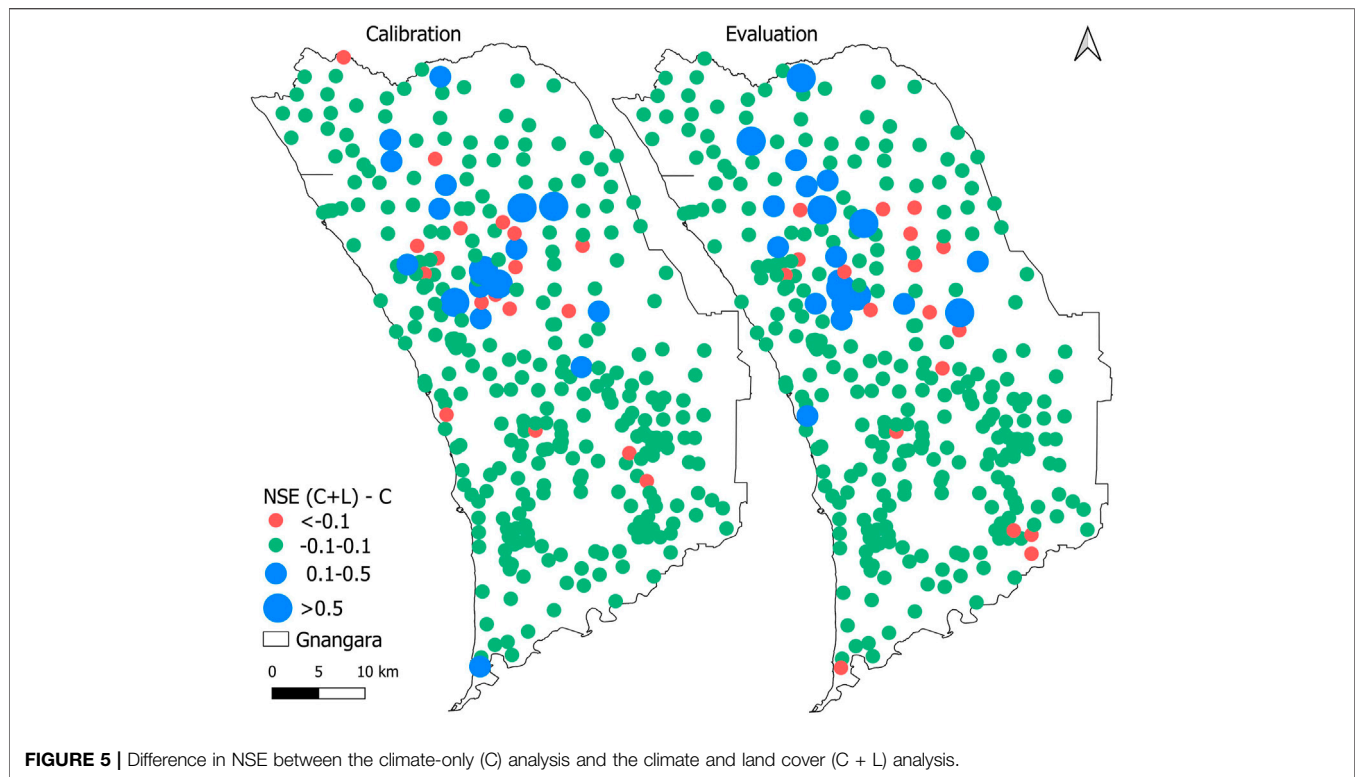 Calibration
Evaluation
NSE (C+L) - C
<-0.1
-0.1-0.1
0.1-0.5
>0.5
Gnangara
0 5 10 km
FIGURE 5 | Difference in NSE between the climate-only (C) analysis and the climate and land cover (C + L) analysis.